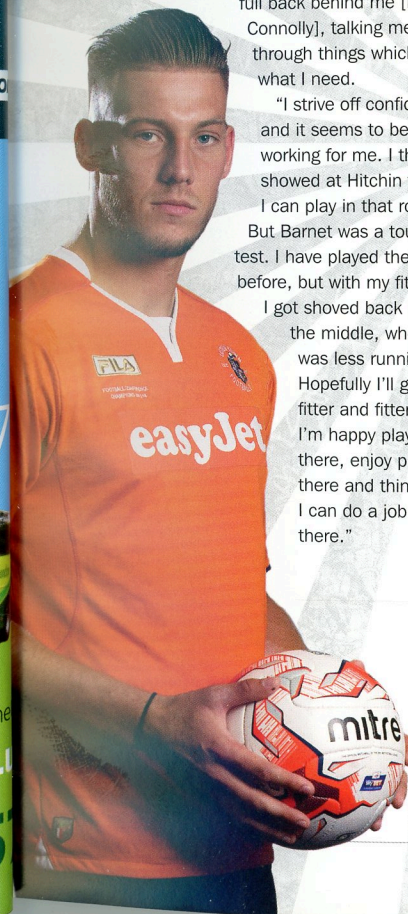 full back behind me [
Connolly], talking me
through things which
what I need.
"I strive off confid
and it seems to be
working for me. I th
showed at Hitchin
I can play in that ro
But Barnet was a tou
test. I have played the
before, but with my fit
I got shoved back
the middle, wh
was less runni
Hopefully I'll g
fitter and fitter
I'm happy play
there, enjoy p
there and thin
I can do a job
there."
FILA
easyJet
mitre
sky BET